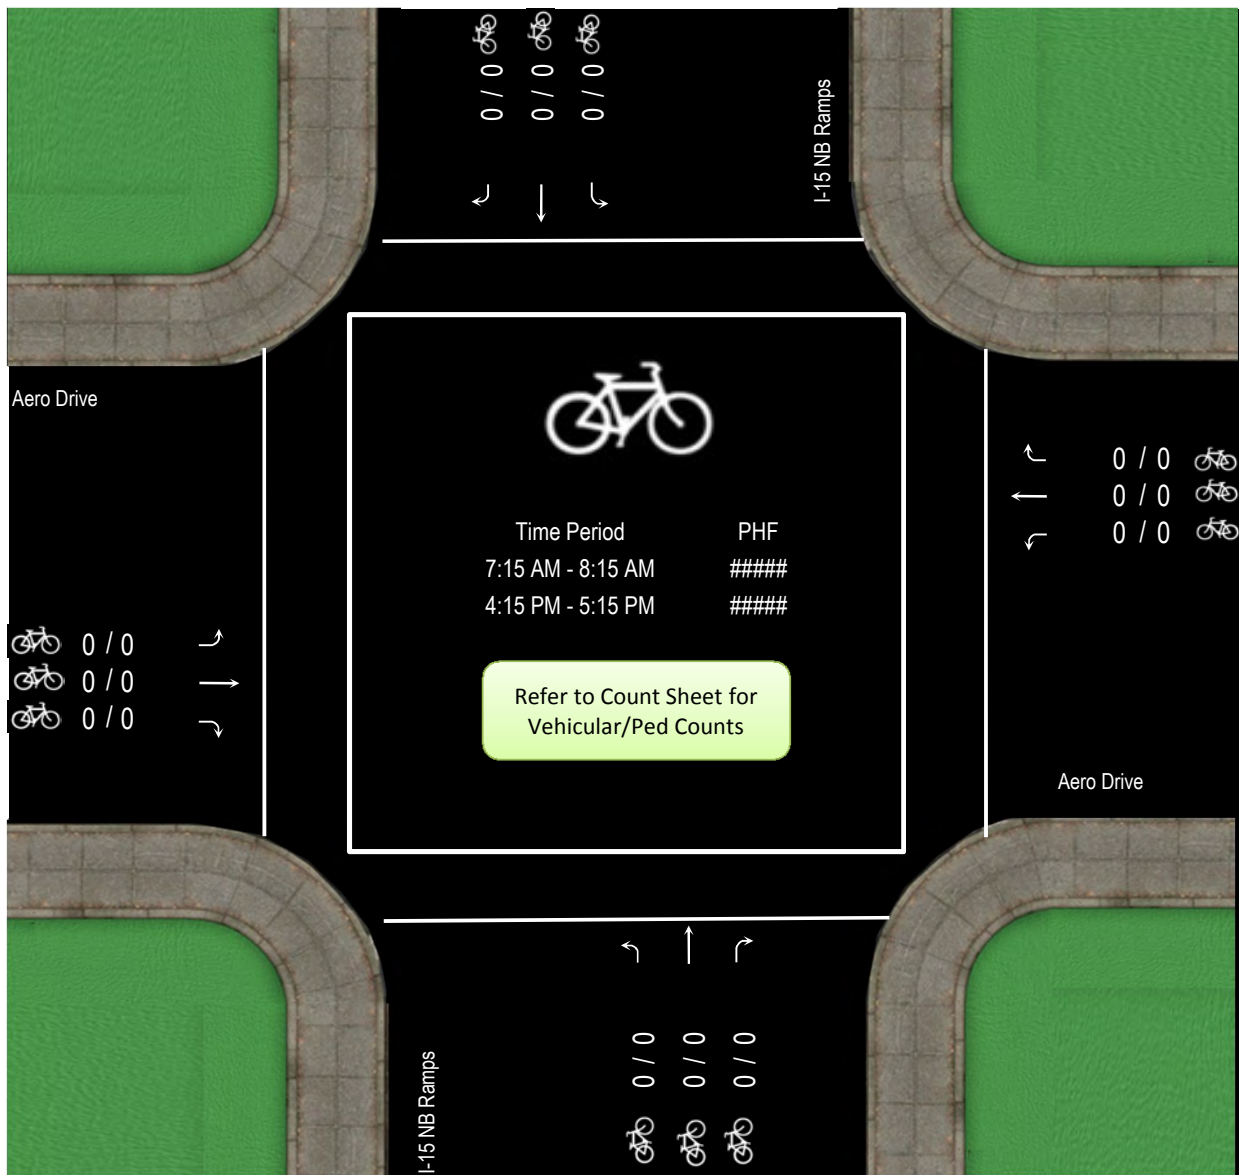 0 / 0
0 / 0
0 / 0
I-15 NB Ramps
Aero Drive
0 / 0
0 / 0
0 / 0
Time Period PHF
7:15 AM - 8:15 AM #####
4:15 PM - 5:15 PM #####
0 / 0
0 / 0
0 / 0
Refer to Count Sheet for
Vehicular/Ped Counts
Aero Drive
0 / 0
0 / 0
0 / 0
I-15 NB Ramps